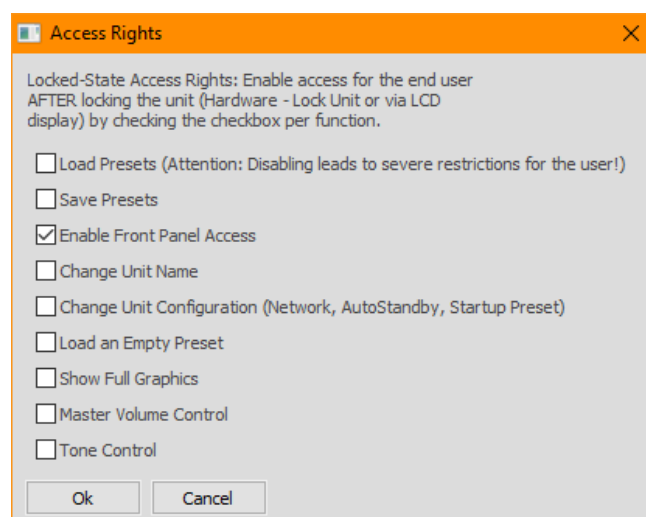 Access Rights
Locked-State Access Rights: Enable access for the end user
AFTER locking the unit (Hardware - Lock Unit or via LCD
display) by checking the checkbox per function.
Load Presets (Attention: Disabling leads to severe restrictions for the user!)
Save Presets
Enable Front Panel Access
Change Unit Name
Change Unit Configuration (Network, AutoStandby, Startup Preset)
Load an Empty Preset
Show Full Graphics
Master Volume Control
Tone Control
Ok Cancel